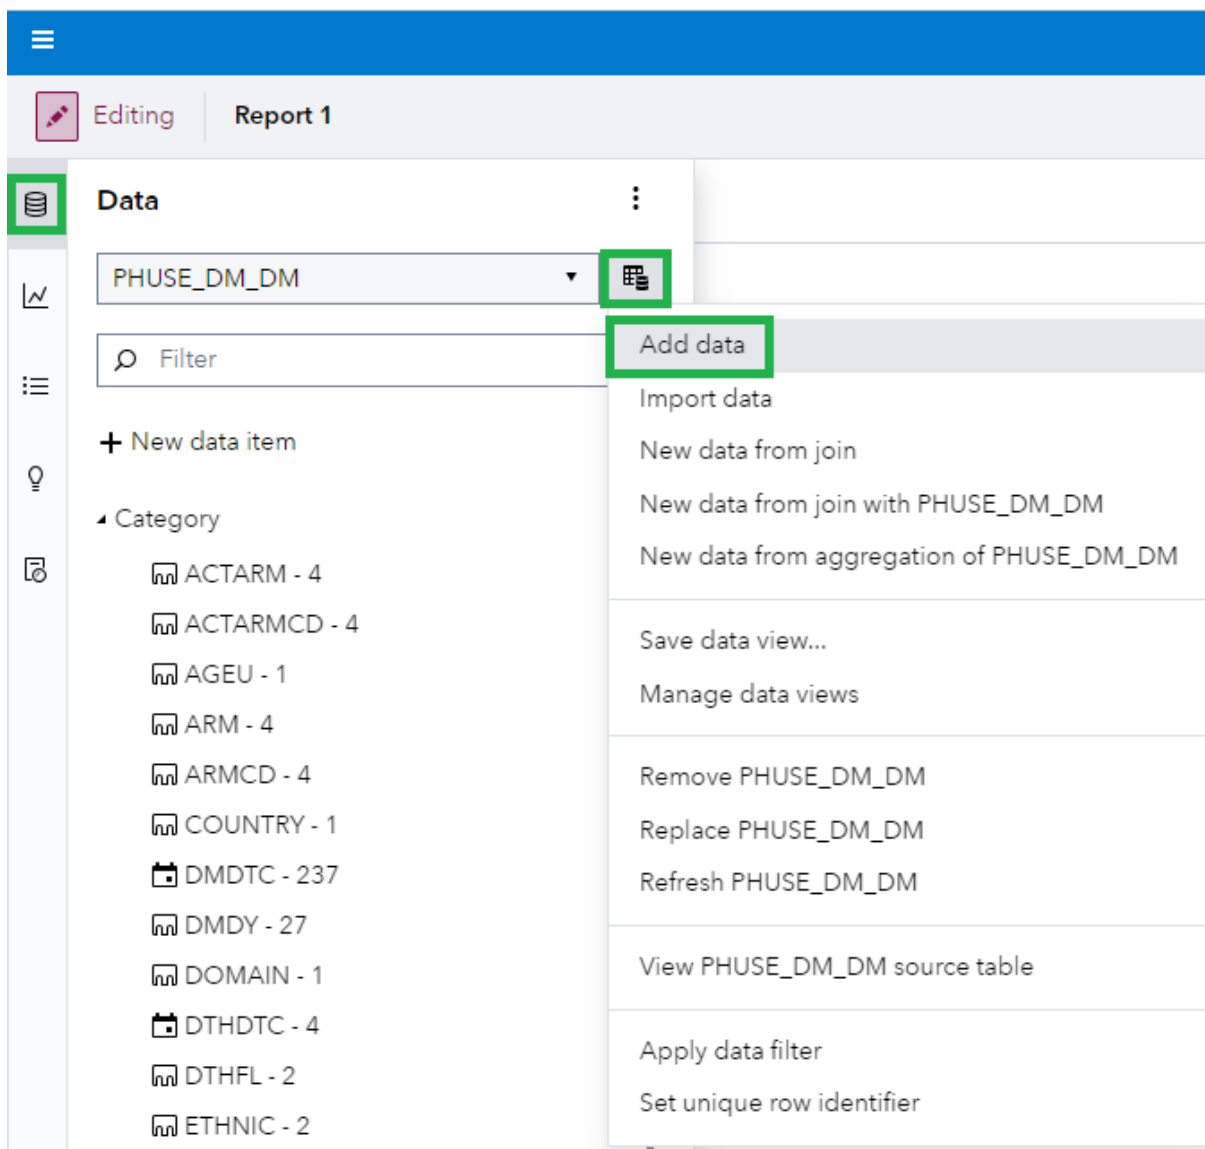 Editing
Report 1
Data
PHUSE_DM_DM
Filter
New data item
Category
ACTARM - 4
ACTARMCD - 4
AGEU - 1
ARM - 4
ARMCD - 4
COUNTRY - 1
DMDTC - 237
DMDY - 27
DOMAIN - 1
DTHDTC - 4
DTHFL - 2
ETHNIC - 2
Add data
Import data
New data from join
New data from join with PHUSE_DM_DM
New data from aggregation of PHUSE_DM_DM
Save data view...
Manage data views
Remove PHUSE_DM_DM
Replace PHUSE_DM_DM
Refresh PHUSE_DM_DM
View PHUSE_DM_DM source table
Apply data filter
Set unique row identifier